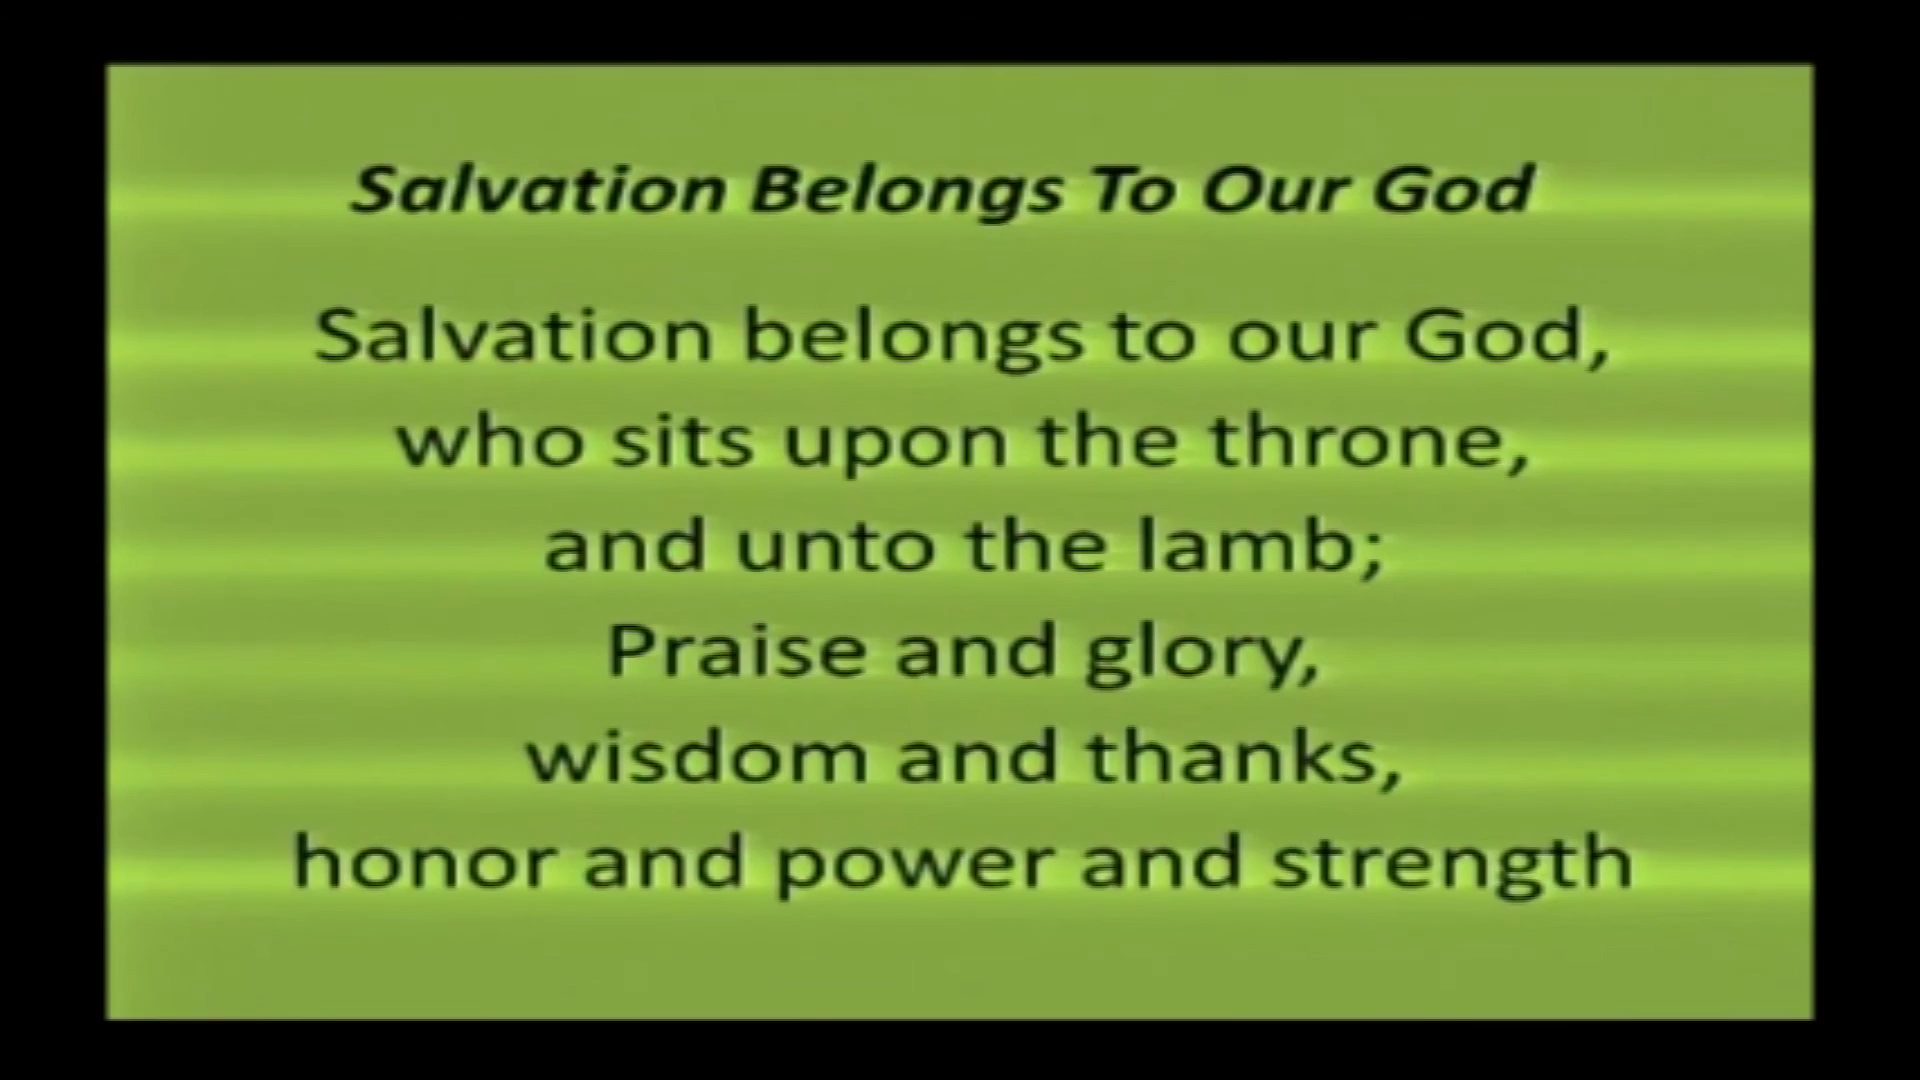 Salvation Belongs To Our God
Salvation belongs to our God,
who sits upon the throne,
and unto the lamb;
Praise and glory,
wisdom and thanks,
honor and power and strength